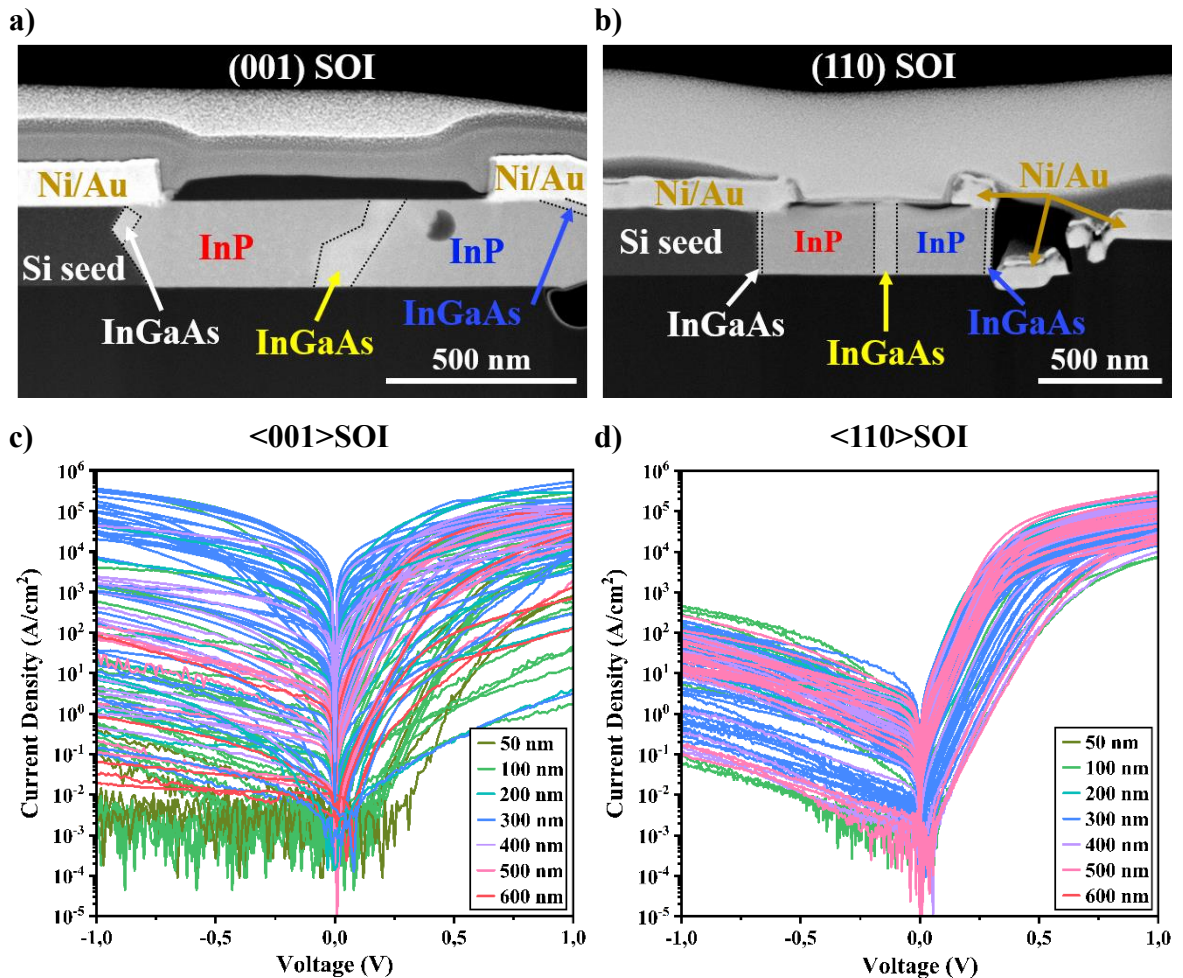 a)
b)
(001) SOI
(110) SOI
Ni/Au
Ni/Au
Ni/Au
Ni/Au
InP
InP
Si seed
InGaAs
InGaAs
InGaAs
500 nm
Si seed
InP
InP
InGaAs
InGaAs
InGaAs
500 nm
c)
<001>SOI
d)
<110>SOI
Current Density (A/cm²)
10⁶
10⁵
10⁴
10³
10²
10¹
10⁰
10⁻¹
10⁻²
10⁻³
10⁻⁴
10⁻⁵
50 nm
100 nm
200 nm
300 nm
400 nm
500 nm
600 nm
-1,0
-0,5
0,0
0,5
1,0
Voltage (V)
Current Density (A/cm²)
10⁶
10⁵
10⁴
10³
10²
10¹
10⁰
10⁻¹
10⁻²
10⁻³
10⁻⁴
10⁻⁵
50 nm
100 nm
200 nm
300 nm
400 nm
500 nm
600 nm
-1,0
-0,5
0,0
0,5
1,0
Voltage (V)